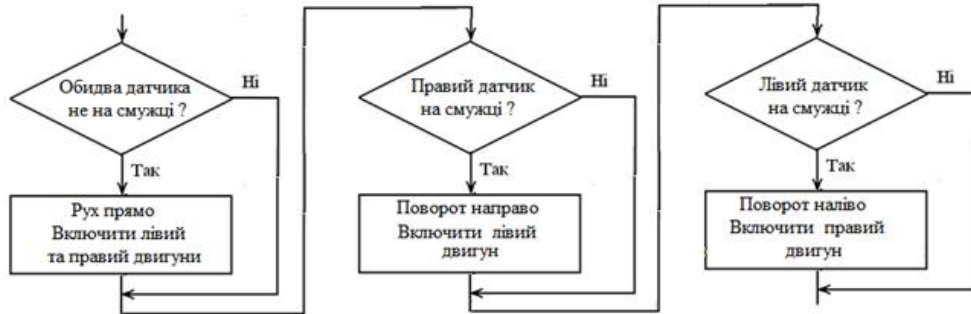 Обидва датчика
не на смужці ?
Ні
Так
Рух прямо
Включити лівий
та правий двигуни
Правий датчик
на смужці ?
Ні
Так
Поворот направо
Включити лівий
двигун
Лівий датчик
на смужці ?
Ні
Так
Поворот наліво
Включити правий
двигун